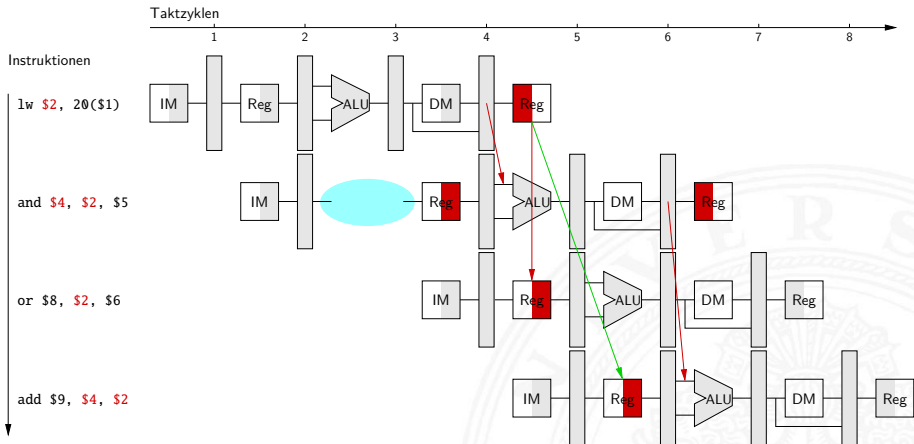 Taktzyklen
1 2 3 4 5 6 7 8
Instruktionen
lw $2, 20($1) IM Reg ALU DM Reg
and $4, $2, $5 IM Reg ALU DM Reg
or $8, $2, $6 IM Reg ALU DM Reg
add $9, $4, $2 IM Reg ALU DM Reg
V E R S